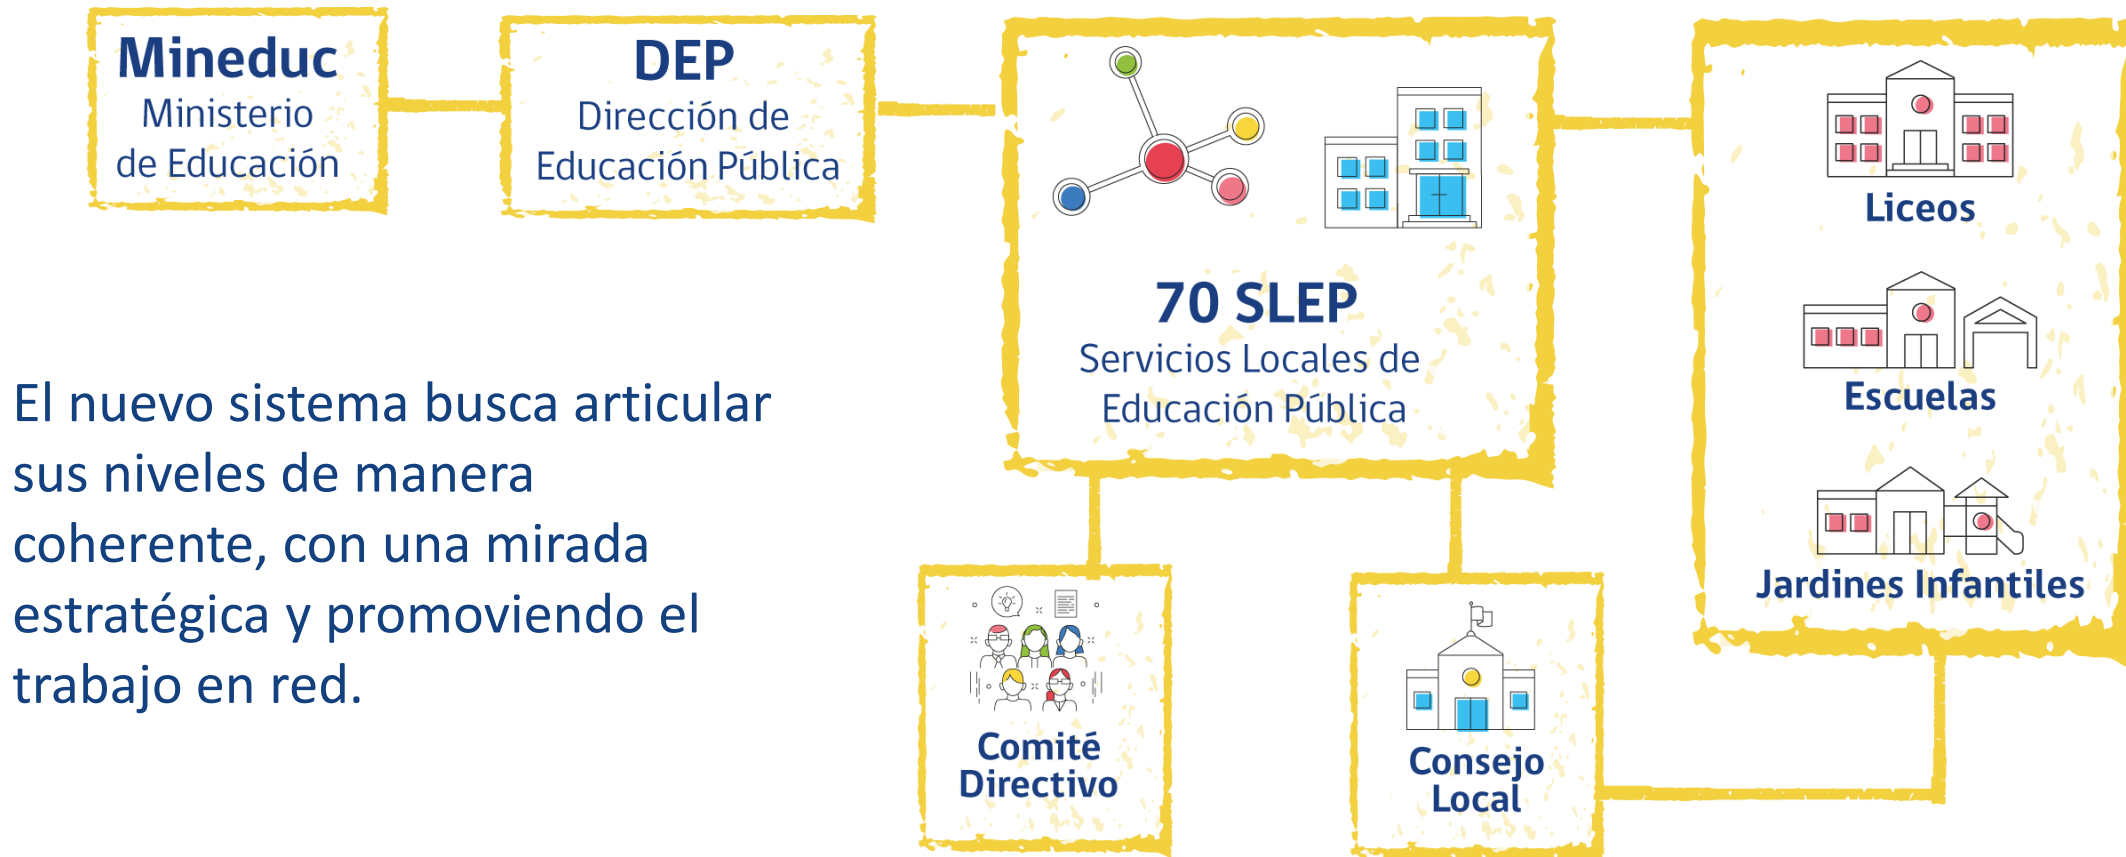 Mineduc
Ministerio
de Educación
DEP
Dirección de
Educación Pública
70 SLEP
Servicios Locales de
Educación Pública
Liceos
Escuelas
Jardines Infantiles
El nuevo sistema busca articular
sus niveles de manera
coherente, con una mirada
estratégica y promoviendo el
trabajo en red.
Comité
Directivo
Consejo
Local